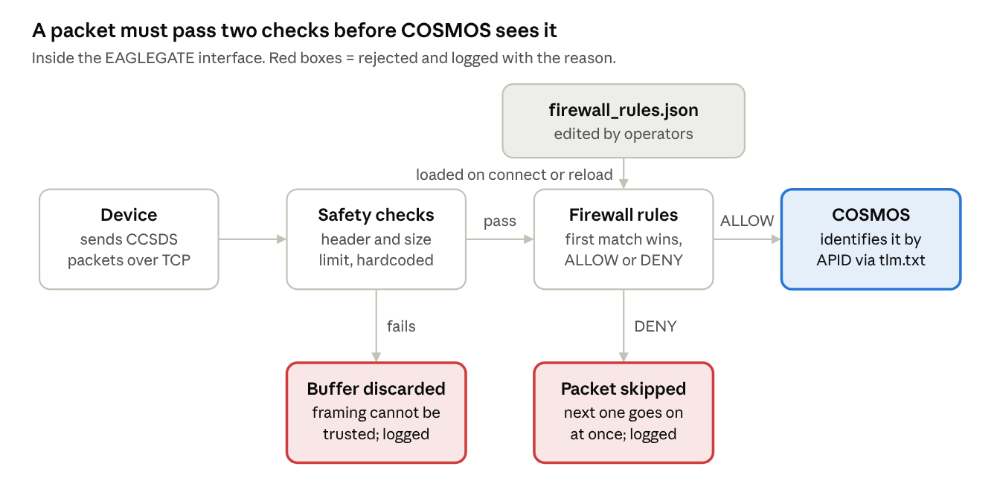 A packet must pass two checks before COSMOS sees it
Inside the EAGLEGATE interface. Red boxes = rejected and logged with the reason.
firewall_rules.json
edited by operators
loaded on connect or reload
Device
sends CCSDS
packets over TCP
Safety checks
header and size
limit, hardcoded
pass
Firewall rules
first match wins,
ALLOW or DENY
ALLOW
COSMOS
identifies it by
APID via tlm.txt
fails
DENY
Buffer discarded
framing cannot be
trusted; logged
Packet skipped
next one goes on
at once; logged